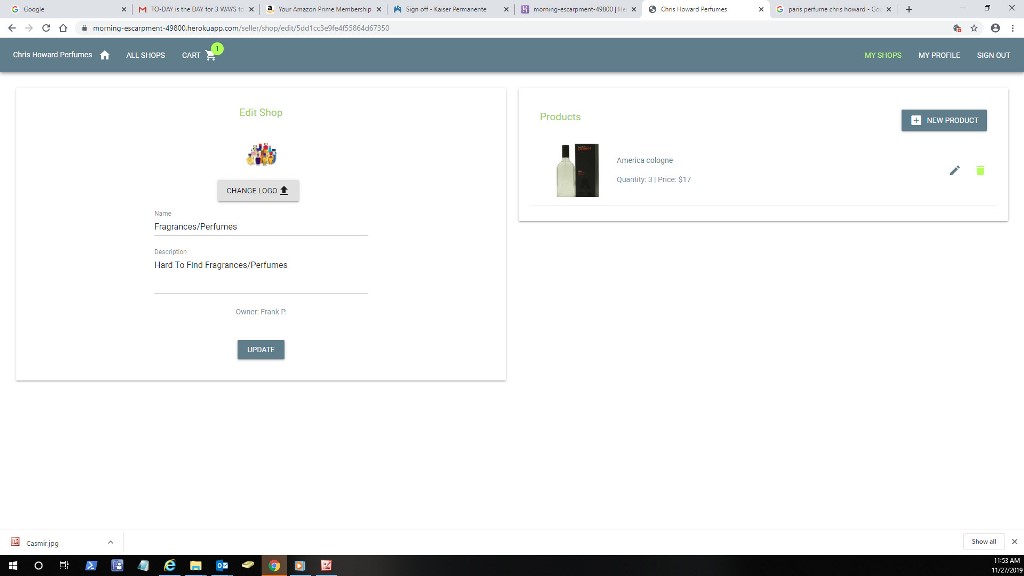 Google
TO-DAY is the DAY for 3 WAYS to
Your Amazon Prime Membership
Sign off - Kaiser Permanente
morning-escarpment-49800 | He
Chris Howard Perfumes
paris perfume chris howard - Go
morning-escarpment-49800.herokuapp.com/seller/shop/edit/5dd1cc3e9fe4f55864d67350
Chris Howard Perfumes
ALL SHOPS
CART
1
MY SHOPS
MY PROFILE
SIGN OUT
Edit Shop
CHANGE LOGO
Name
Fragrances/Perfumes
Description
Hard To Find Fragrances/Perfumes
Owner: Frank P.
UPDATE
Products
NEW PRODUCT
America cologne
Quantity: 3 | Price: $17
Casmir.jpg
Show all
11:53 AM
11/27/2019